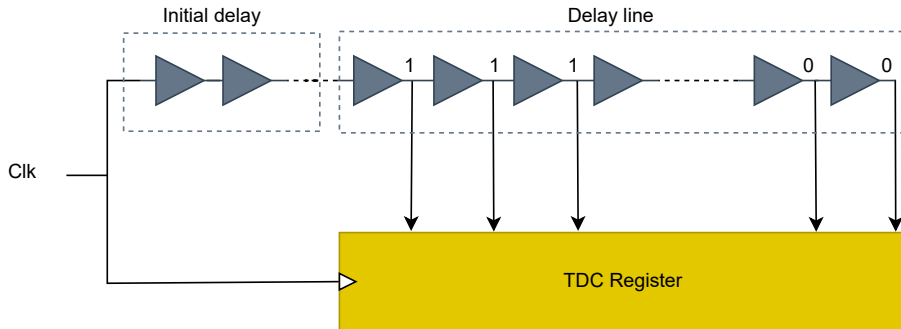 Initial delay
Delay line
1 1 1 0 0
Clk
TDC Register